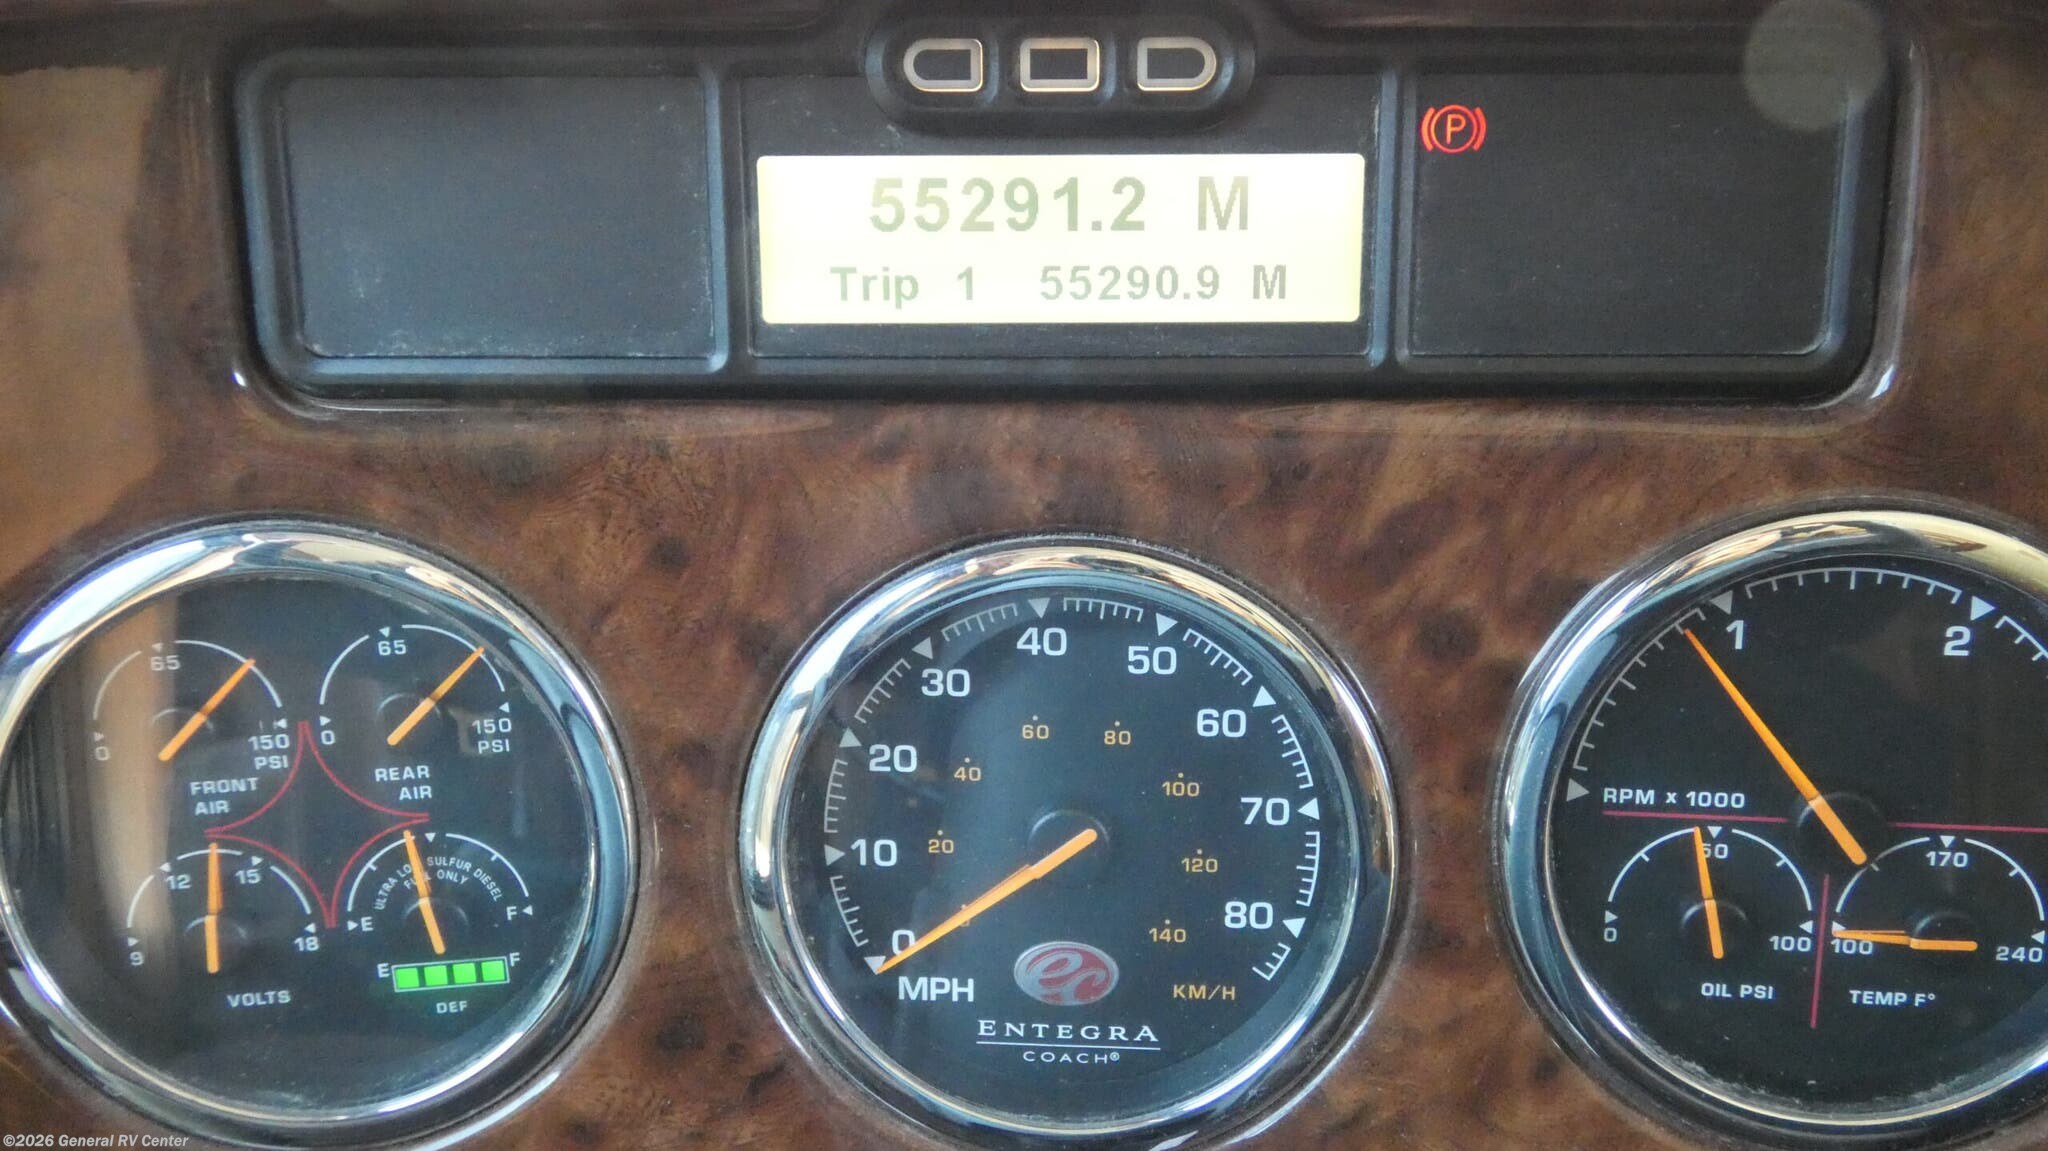 P
55291.2 M
Trip 1 55290.9 M
65
0
150
PSI
FRONT
AIR
65
0
150
PSI
REAR
AIR
12
15
9
18
VOLTS
ULTRA LOW SULFUR DIESEL
FUEL ONLY
E
F
E
F
DEF
0
10
20
30
40
50
60
70
80
20
40
60
80
100
120
140
MPH
KM/H
ec
ENTEGRA
COACH®
1
2
RPM x 1000
0
50
100
OIL PSI
100
170
240
TEMP F°
©2026 General RV Center